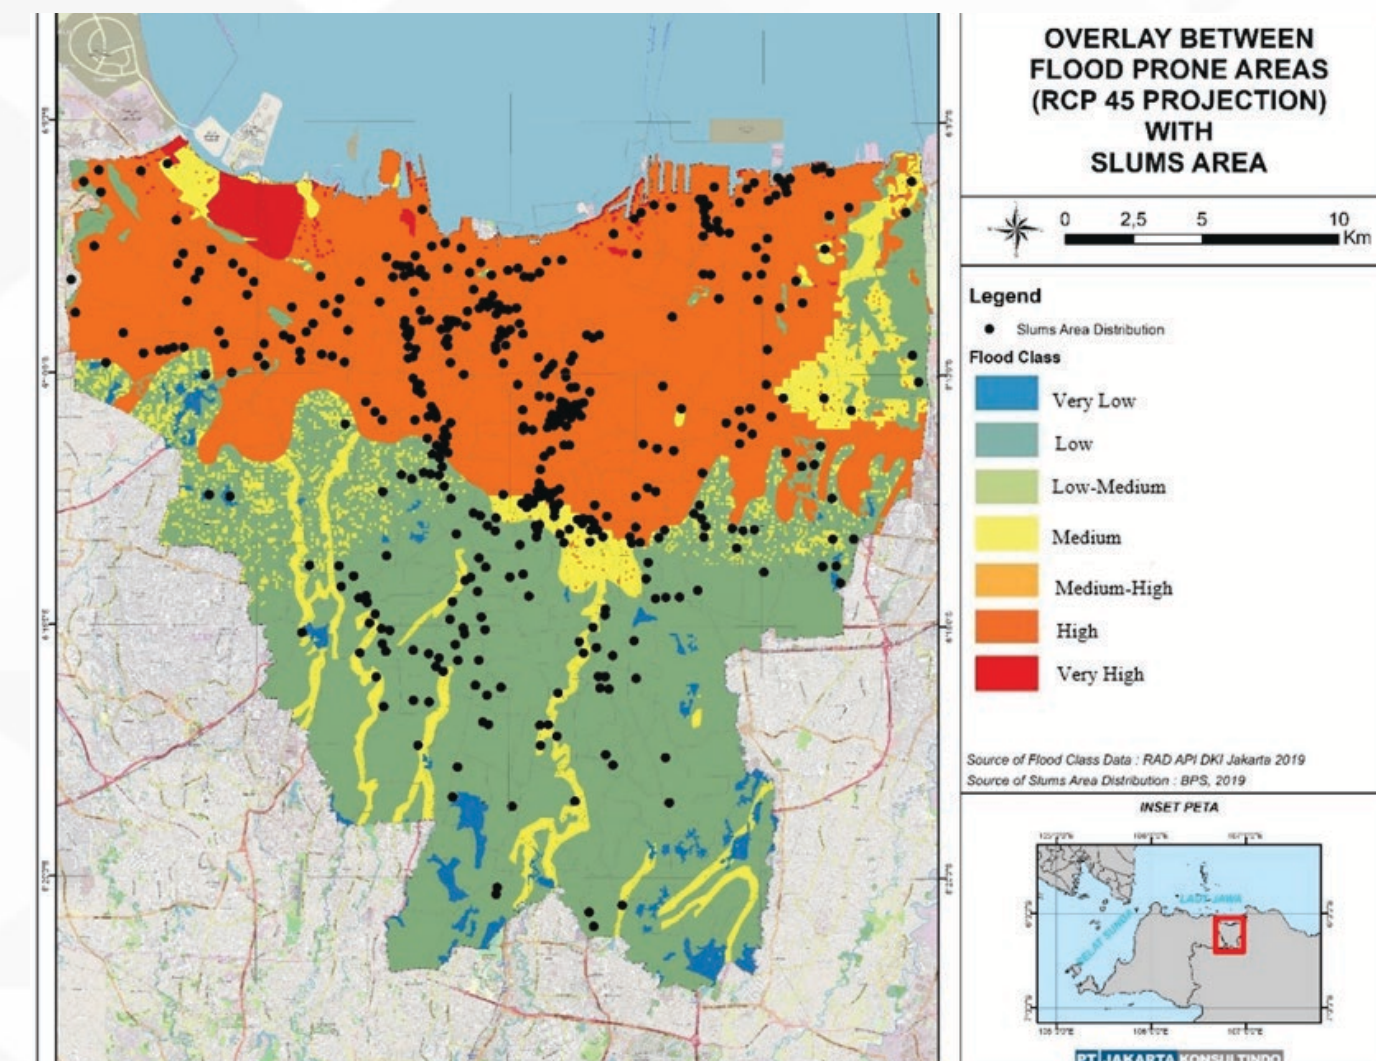 OVERLAY BETWEEN
FLOOD PRONE AREAS
(RCP 45 PROJECTION)
WITH
SLUMS AREA
0 2,5 5 10
Km
Legend
Slums Area Distribution
Flood Class
Very Low
Low
Low-Medium
Medium
Medium-High
High
Very High
Source of Flood Class Data : RAD API DKI Jakarta 2019
Source of Slums Area Distribution : BPS, 2019
INSET PETA
LAUT JAWA
PT JAKARTA KONSULTINDO